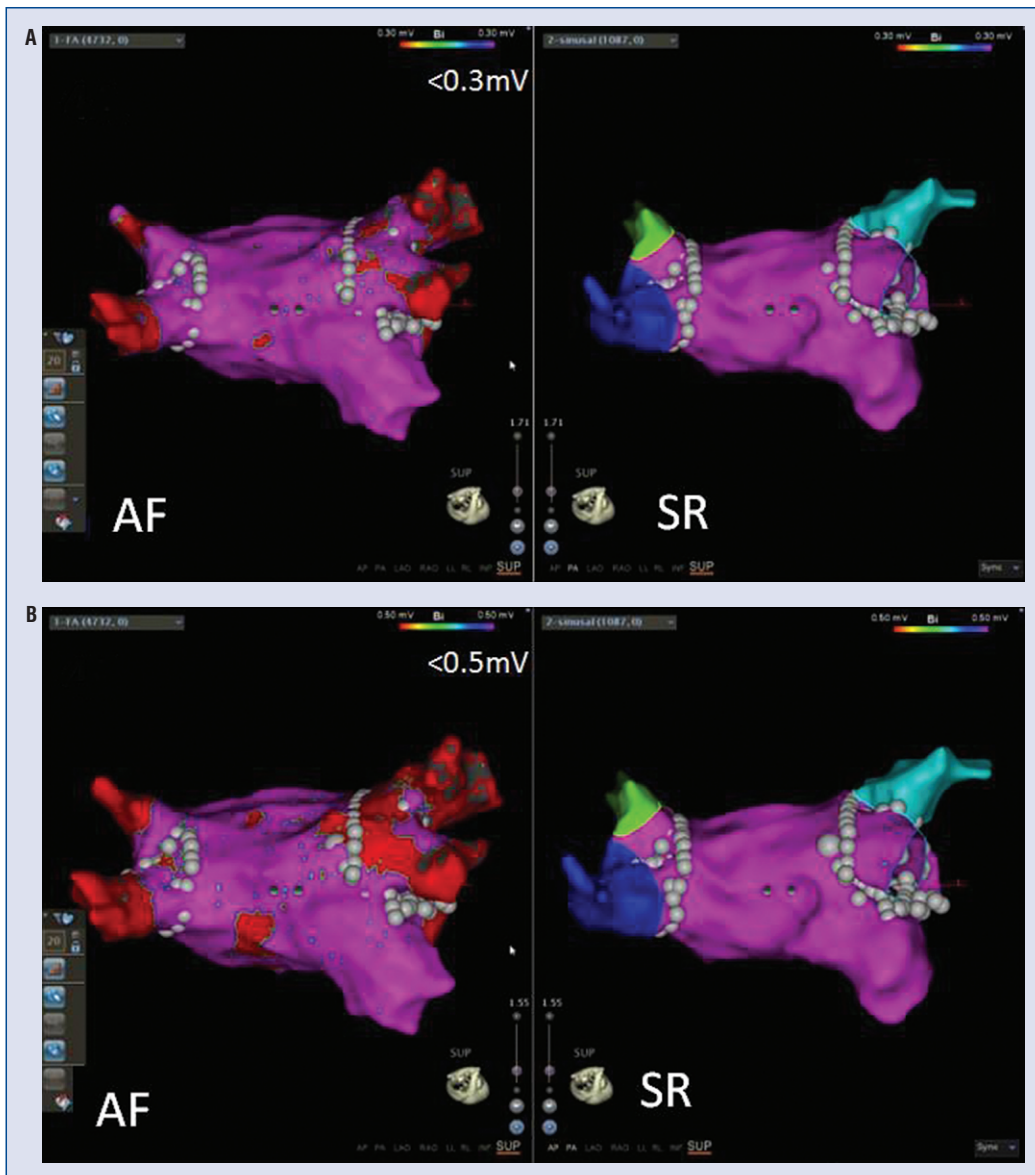 A
1-FA (4732, 0)
0.30 mV Bi 0.30 mV
<0.3mV
2-sinusal (1087, 0)
0.30 mV Bi 0.30 mV
20
1.71
SUP
AF
AP PA LAO RAO LL RL INF SUP
1.71
SUP
SR
AP PA LAO RAO LL RL INF SUP
Sync
B
1-FA (4732, 0)
0.50 mV Bi 0.50 mV
<0.5mV
2-sinusal (1087, 0)
0.50 mV Bi 0.50 mV
20
1.55
SUP
AF
AP PA LAO RAO LL RL INF SUP
1.55
SUP
SR
AP PA LAO RAO LL RL INF SUP
Sync